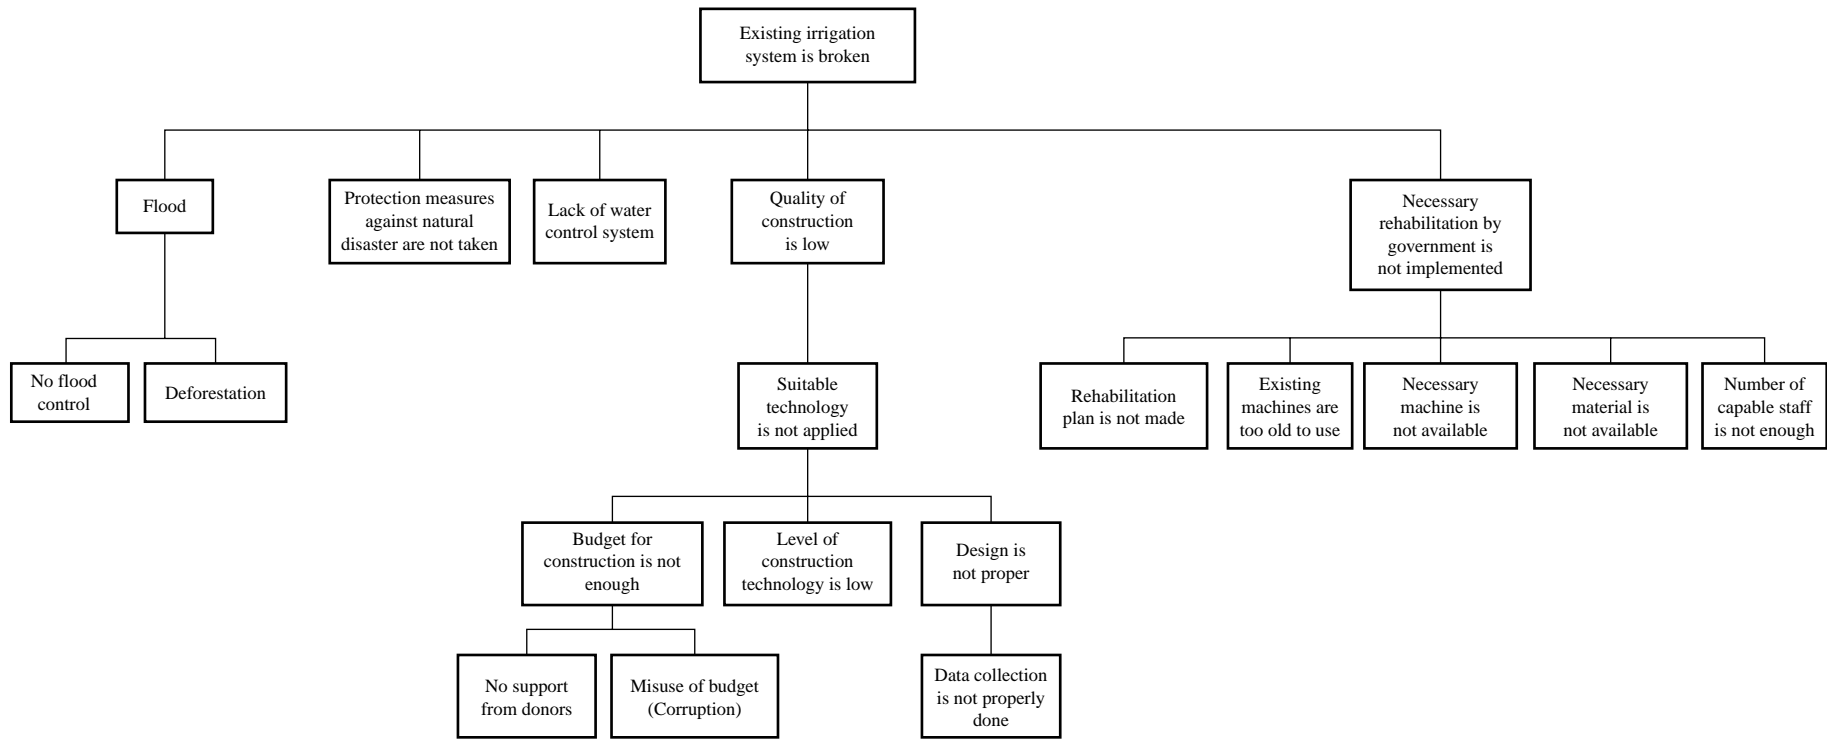 Existing irrigation
system is broken
Flood
Protection measures
against natural
disaster are not taken
Lack of water
control system
Quality of
construction
is low
Necessary
rehabilitation by
government is
not implemented
No flood
control
Deforestation
Suitable
technology
is not applied
Rehabilitation
plan is not made
Existing
machines are
too old to use
Necessary
machine is
not available
Necessary
material is
not available
Number of
capable staff
is not enough
Budget for
construction is not
enough
Level of
construction
technology is low
Design is
not proper
No support
from donors
Misuse of budget
(Corruption)
Data collection
is not properly
done